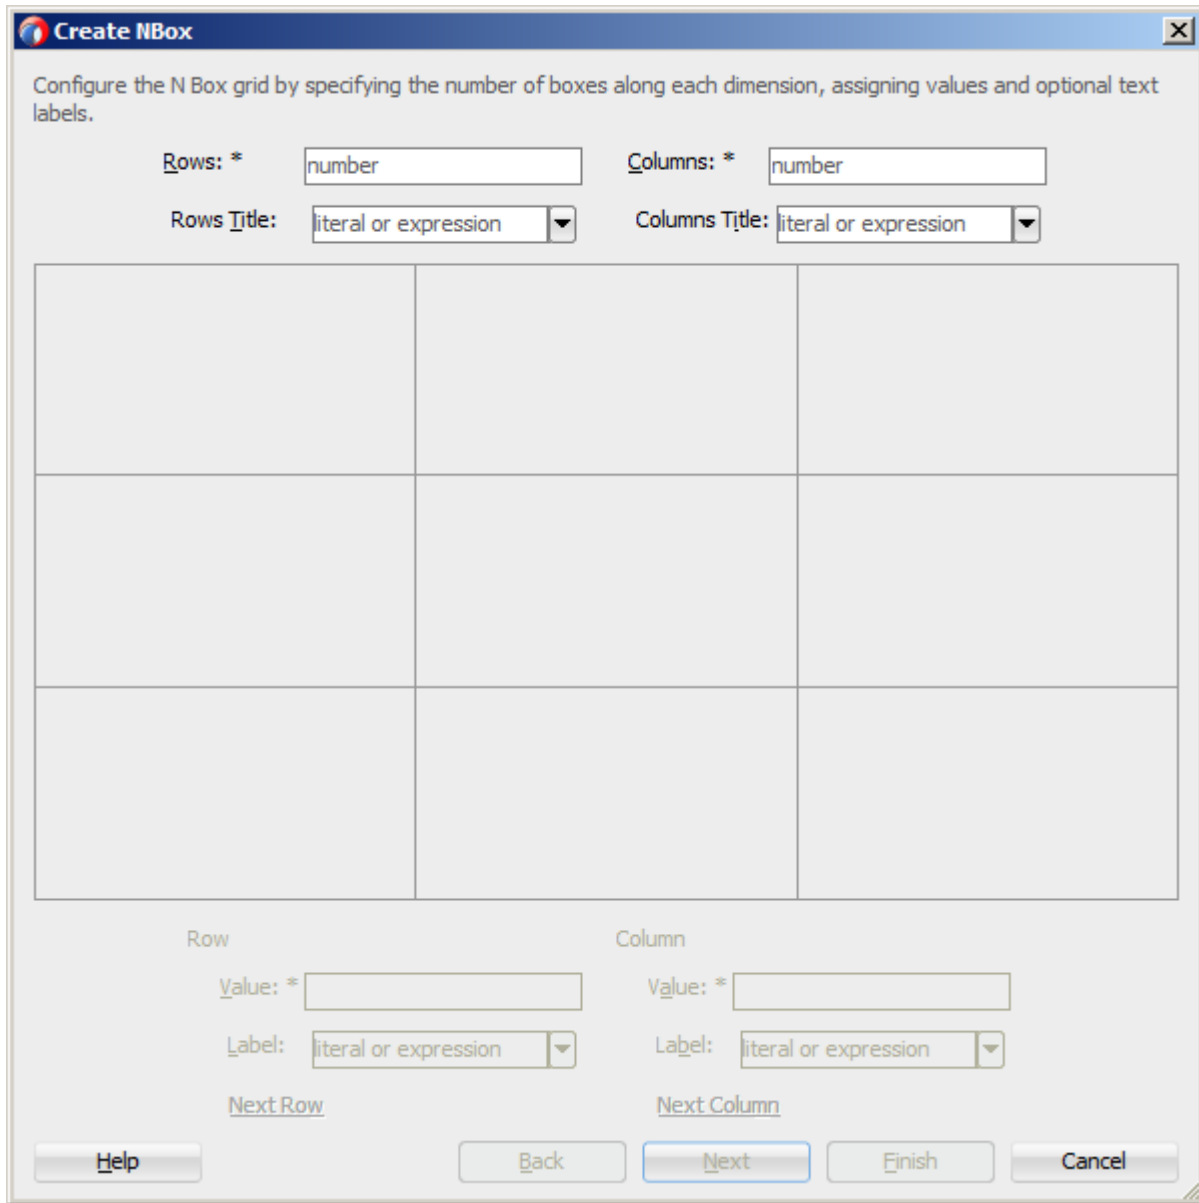 Create NBox
Configure the N Box grid by specifying the number of boxes along each dimension, assigning values and optional text
labels.
Rows: * number Columns: * number
Rows Title: literal or expression Columns Title: literal or expression
Row Column
Value: * Value: *
Label: literal or expression Label: literal or expression
Next Row Next Column
Help Back Next Finish Cancel